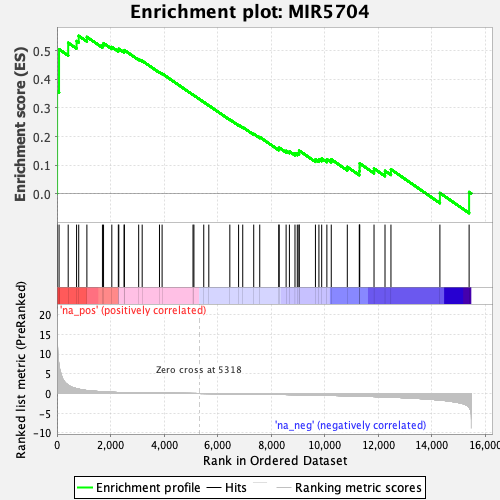 Enrichment plot: MIR5704
Enrichment score (ES)
0.5
0.4
0.3
0.2
0.1
0.0
'na_pos' (positively correlated)
Ranked list metric (PreRanked)
20
15
10
5
0
-5
-10
Zero cross at 5318
'na_neg' (negatively correlated)
0 2,000 4,000 6,000 8,000 10,000 12,000 14,000 16,000
Rank in Ordered Dataset
Enrichment profile Hits Ranking metric scores